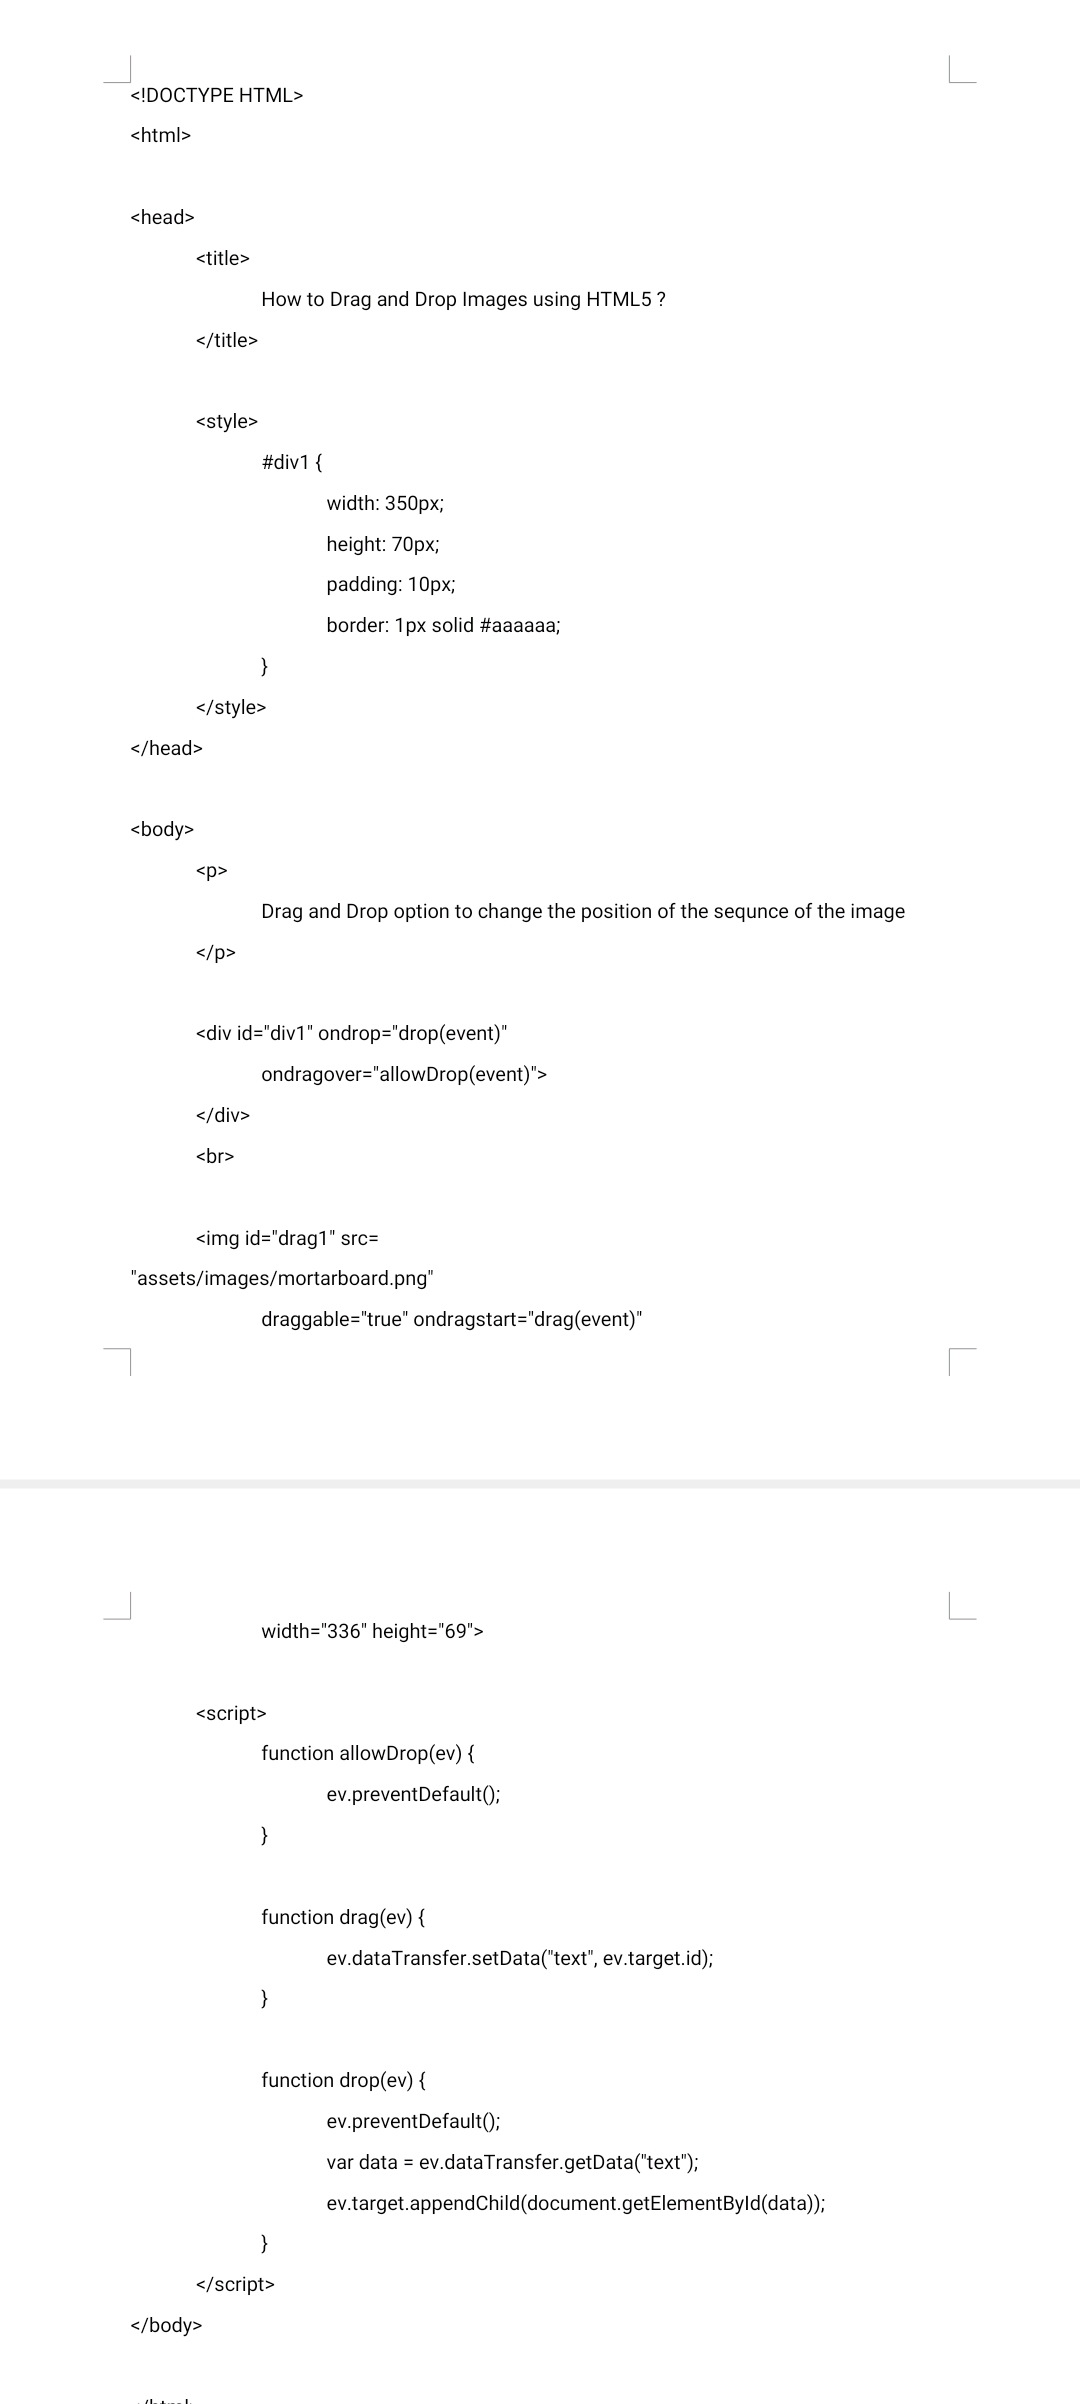 <!DOCTYPE HTML>
<html>
<head>
<title>
How to Drag and Drop Images using HTML5 ?
</title>
<style>
#div1 {
width: 350px;
height: 70px;
padding: 10px;
border: 1px solid #aaaaaa;
}
</style>
</head>
<body>
<p>
Drag and Drop option to change the position of the sequnce of the image
</p>
<div id="div1" ondrop="drop(event)"
ondragover="allowDrop(event)">
</div>
<br>
<img id="drag1" src=
"assets/images/mortarboard.png"
draggable="true" ondragstart="drag(event)"
width="336" height="69">
<script>
function allowDrop(ev) {
ev.preventDefault();
}
function drag(ev) {
ev.dataTransfer.setData("text", ev.target.id);
}
function drop(ev) {
ev.preventDefault();
var data = ev.dataTransfer.getData("text");
ev.target.appendChild(document.getElementById(data));
}
</script>
</body>